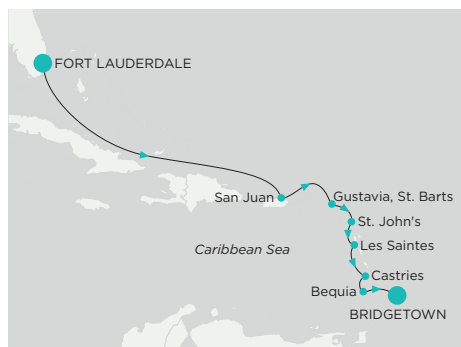 FORT LAUDERDALE
San Juan
Gustavia, St. Barts
St. John's
Caribbean Sea
Les Saintes
Castries
Bequia
BRIDGETOWN